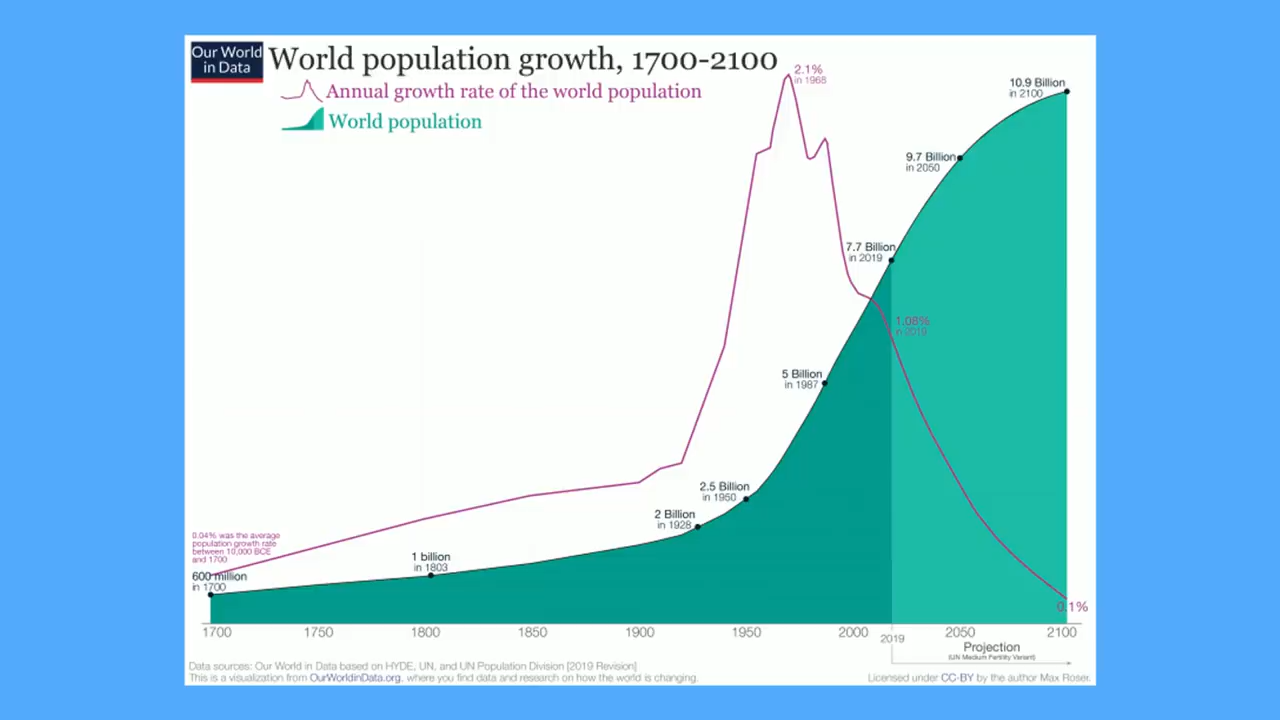 Our World
in Data
World population growth, 1700-2100
Annual growth rate of the world population
World population
2.1%
in 1968
10.9 Billion
in 2100
9.7 Billion
in 2050
7.7 Billion
in 2019
1.08%
in 2019
5 Billion
in 1987
2.5 Billion
in 1950
2 Billion
in 1928
1 billion
in 1803
0.04% was the average
population growth rate
between 10,000 BCE
and 1700
600 million
in 1700
0.1%
1700 1750 1800 1850 1900 1950 2000 2019 2050 2100
Projection
(UN Medium Fertility Variant)
Data sources: Our World in Data based on HYDE, UN, and UN Population Division [2019 Revision]
This is a visualization from OurWorldinData.org, where you find data and research on how the world is changing.
Licensed under CC-BY by the author Max Roser.